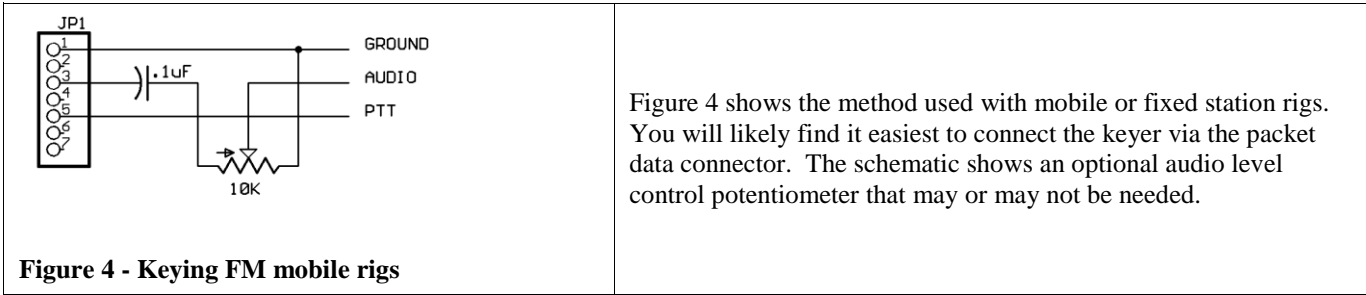 JP1
1
2
3
4
5
6
7
.1uF
GROUND
AUDIO
PTT
10K
Figure 4 - Keying FM mobile rigs
Figure 4 shows the method used with mobile or fixed station rigs.
You will likely find it easiest to connect the keyer via the packet
data connector.  The schematic shows an optional audio level
control potentiometer that may or may not be needed.